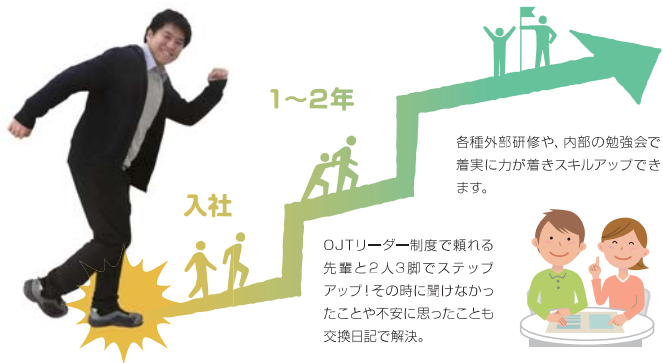 入社
1〜2年
OJTリーダー制度で頼れる
先輩と2人3脚でステップ
アップ！その時に聞けなかっ
たことや不安に思ったことも
交換日記で解決。
各種外部研修や、内部の勉強会で
着実に力が着きスキルアップでき
ます。